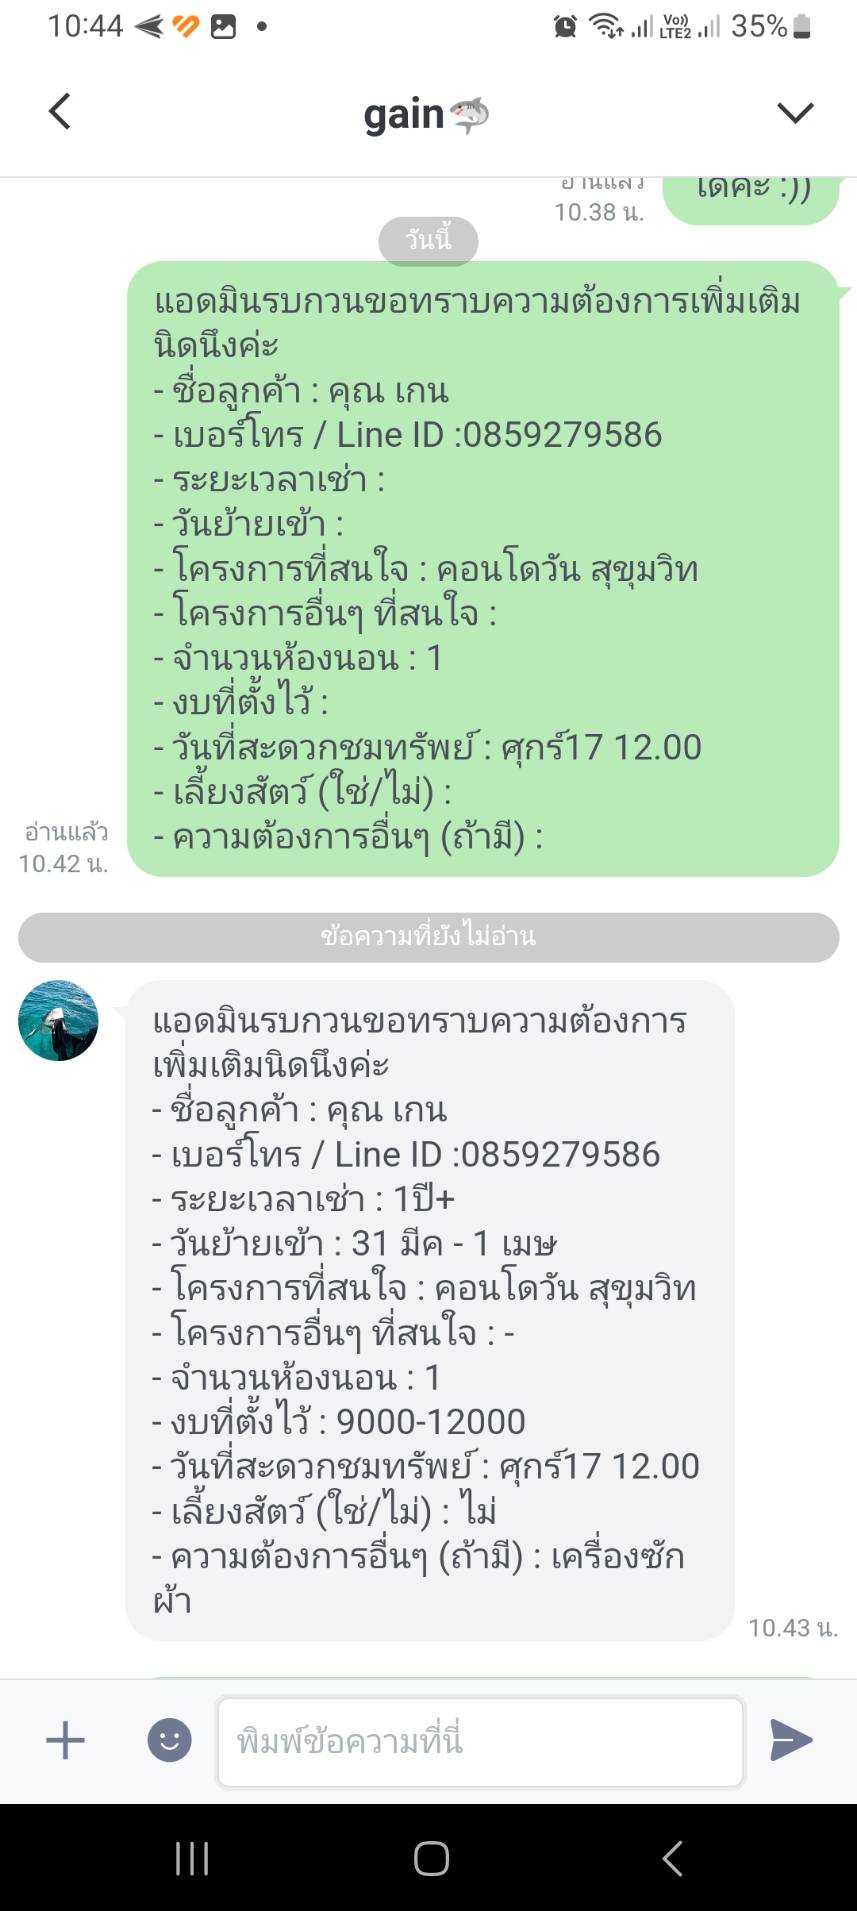 10:44
Vo)) LTE2
35%
gain
อ่านแล้ว
10.38 น.
เดค่ะ :))
วันนี้
แอดมินรบกวนขอทราบความต้องการเพิ่มเติม
นิดนึงค่ะ
- ชื่อลูกค้า : คุณ เกน
- เบอร์โทร / Line ID :0859279586
- ระยะเวลาเช่า :
- วันย้ายเข้า :
- โครงการที่สนใจ : คอนโดวัน สุขุมวิท
- โครงการอื่นๆ ที่สนใจ :
- จำนวนห้องนอน : 1
- งบที่ตั้งไว้ :
- วันที่สะดวกชมทรัพย์ : ศุกร์17 12.00
- เลี้ยงสัตว์ (ใช่/ไม่) :
- ความต้องการอื่นๆ (ถ้ามี) :
อ่านแล้ว
10.42 น.
ข้อความที่ยังไม่อ่าน
แอดมินรบกวนขอทราบความต้องการ
เพิ่มเติมนิดนึงค่ะ
- ชื่อลูกค้า : คุณ เกน
- เบอร์โทร / Line ID :0859279586
- ระยะเวลาเช่า : 1ปี+
- วันย้ายเข้า : 31 มีค - 1 เมษ
- โครงการที่สนใจ : คอนโดวัน สุขุมวิท
- โครงการอื่นๆ ที่สนใจ : -
- จำนวนห้องนอน : 1
- งบที่ตั้งไว้ : 9000-12000
- วันที่สะดวกชมทรัพย์ : ศุกร์17 12.00
- เลี้ยงสัตว์ (ใช่/ไม่) : ไม่
- ความต้องการอื่นๆ (ถ้ามี) : เครื่องซัก
ผ้า
10.43 น.
พิมพ์ข้อความที่นี่